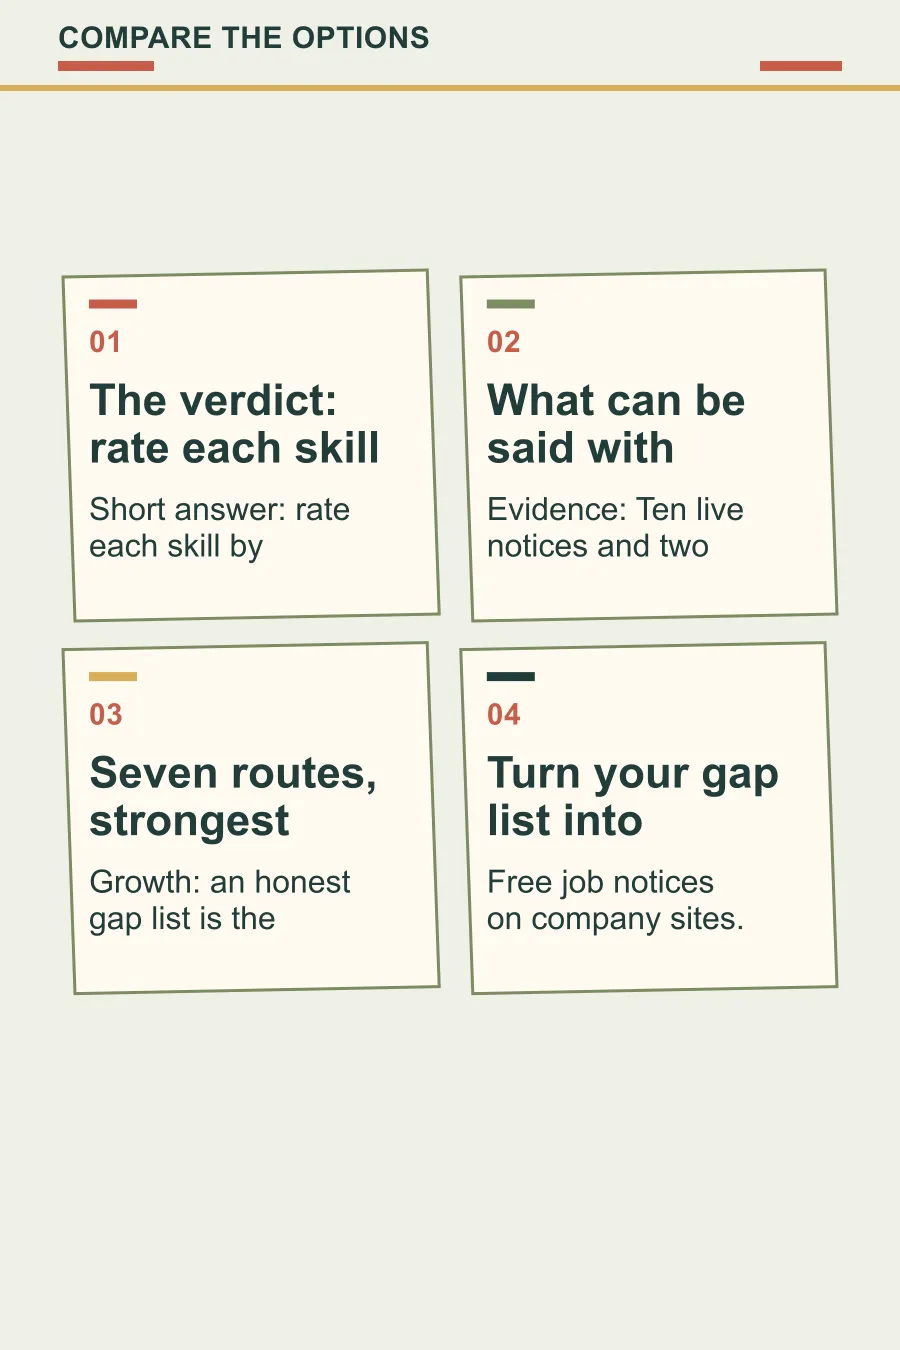 COMPARE THE OPTIONS
01
The verdict:
rate each skill
Short answer: rate
each skill by
02
What can be
said with
Evidence: Ten live
notices and two
03
Seven routes,
strongest
Growth: an honest
gap list is the
04
Turn your gap
list into
Free job notices
on company sites.